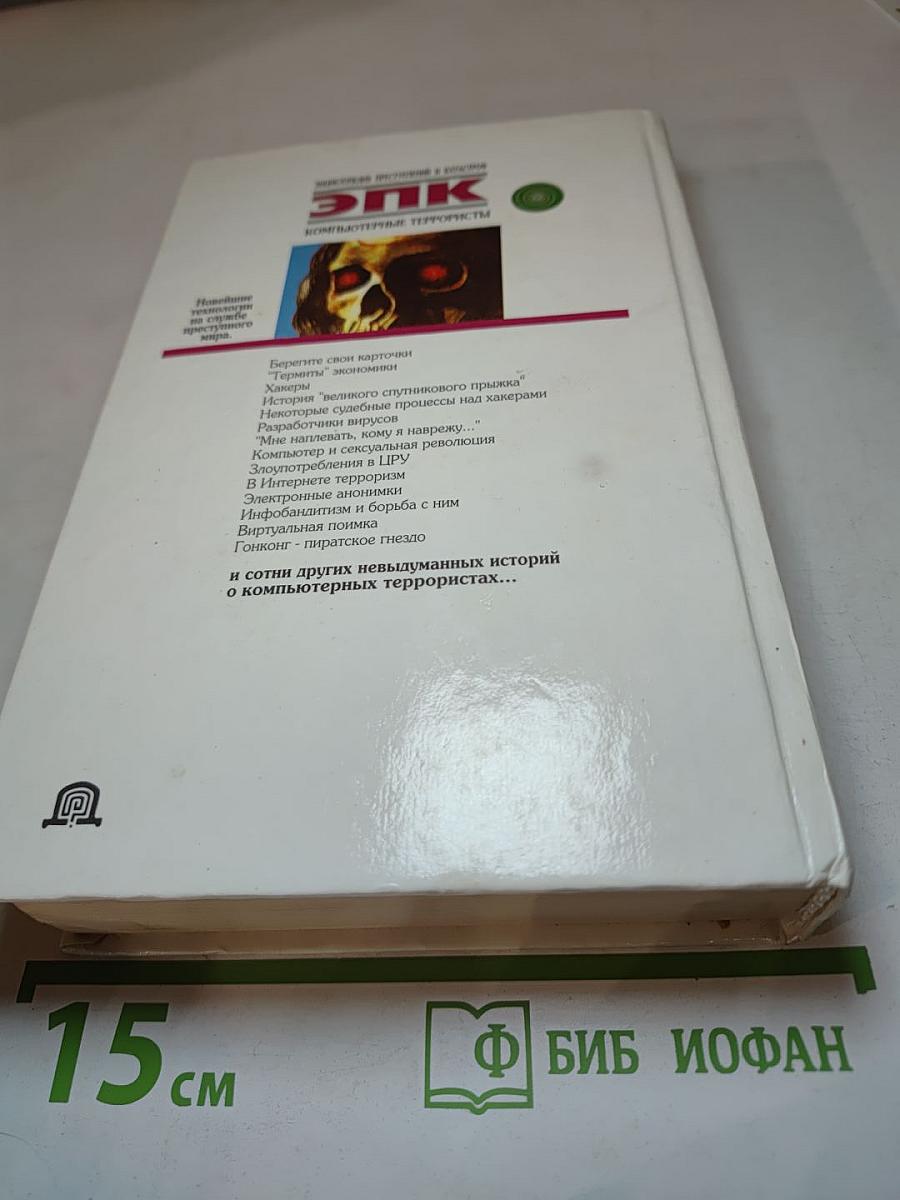 ЭНЦИКЛОПЕДИЯ ПРЕСТУПЛЕНИЙ И КАТАСТРОФ
ЭПК
КОМПЬЮТЕРНЫЕ ТЕРРОРИСТЫ
Новейшие
технологии
на службе
преступного
мира.
Берегите свои карточки
"Термиты" экономики
Хакеры
История "великого спутникового прыжка"
Некоторые судебные процессы над хакерами
Разработчики вирусов
"Мне наплевать, кому я наврежу..."
Компьютер и сексуальная революция
Злоупотребления в ЦРУ
В Интернете терроризм
Электронные анонимки
Инфобандитизм и борьба с ним
Виртуальная поимка
Гонконг - пиратское гнездо
и сотни других невыдуманных историй
о компьютерных террористах...
15 см
Ф БИБ ИОФАН